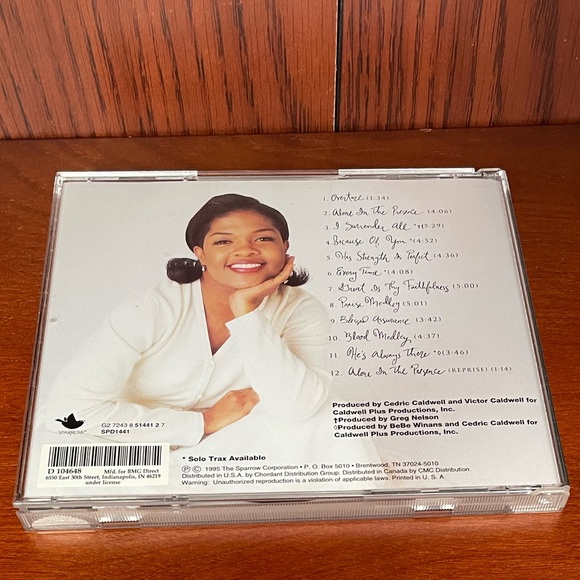 1. Overture (1:34)
2. Alone In The Presence (4:06)
3. I Surrender All *†(5:29)
4. Because Of You *(4:32)
5. His Strength Is Perfect (4:36)
6. Every Time *(4:08)
7. Great Is Thy Faithfulness (5:00)
8. Praise Medley (5:01)
9. Blessed Assurance (3:42)
10. Blood Medley (4:37)
11. He's Always There *◊(3:46)
12. Alone In The Presence (REPRISE) (1:14)
Produced by Cedric Caldwell and Victor Caldwell for
Caldwell Plus Productions, Inc.
†Produced by Greg Nelson
◊Produced by BeBe Winans and Cedric Caldwell for
Caldwell Plus Productions, Inc.
SPARROW
G2 7243 8 51441 2 7
SPD1441
* Solo Trax Available
D 104648
Mfd. for BMG Direct
6550 East 30th Street, Indianapolis, IN 46219
under license
℗ © 1995 The Sparrow Corporation • P. O. Box 5010 • Brentwood, TN 37024-5010
Distributed in U.S.A. by Chordant Distribution Group. Distributed in Canada by CMC Distribution.
Warning: Unauthorized reproduction is a violation of applicable laws. Printed in U. S. A.